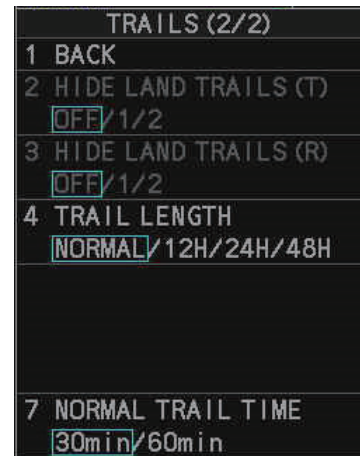 TRAILS (2/2)
1 BACK
2 HIDE LAND TRAILS (T)
OFF/1/2
3 HIDE LAND TRAILS (R)
OFF/1/2
4 TRAIL LENGTH
NORMAL/12H/24H/48H
7 NORMAL TRAIL TIME
30min/60min